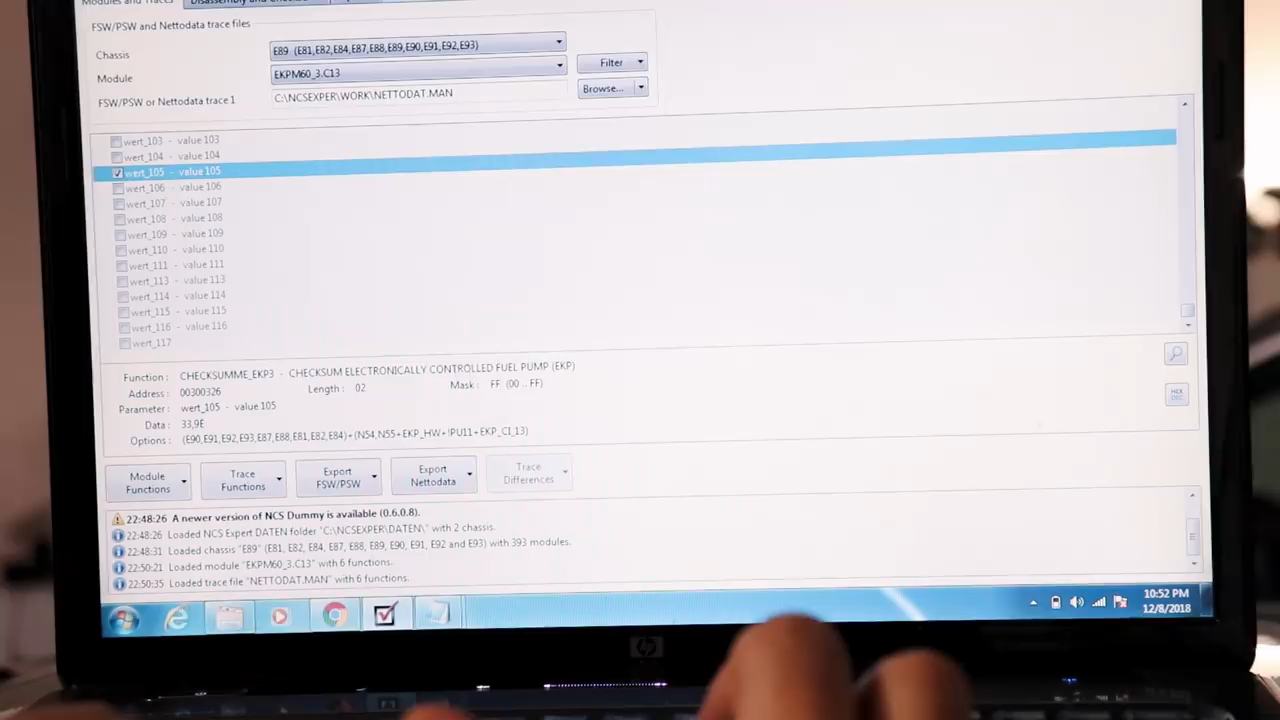 FSW/PSW and Nettodata trace files
Chassis
E89 (E81,E82,E84,E87,E88,E89,E90,E91,E92,E93)
Module
EKPM60_3.C13
Filter
FSW/PSW or Nettodata trace 1
C:\NCSEXPER\WORK\NETTODAT.MAN
Browse...
wert_103 - value 103
wert_104 - value 104
wert_105 - value 105
wert_106 - value 106
wert_107 - value 107
wert_108 - value 108
wert_109 - value 109
wert_110 - value 110
wert_111 - value 111
wert_113 - value 113
wert_114 - value 114
wert_115 - value 115
wert_116 - value 116
wert_117
Function : CHECKSUMME_EKP3 - CHECKSUM ELECTRONICALLY CONTROLLED FUEL PUMP (EKP)
Address : 00300326 Length : 02 Mask : FF (00 .. FF)
Parameter : wert_105 - value 105
Data : 33,9E
Options : (E90,E91,E92,E93,E87,E88,E81,E82,E84)+(N54,N55+EKP_HW+!PU11+EKP_CI,13)
HEX
DEC
Module
Functions
Trace
Functions
Export
FSW/PSW
Export
Nettodata
Trace
Differences
22:48:26 A newer version of NCS Dummy is available (0.6.0.8).
22:48:26 Loaded NCS Expert DATEN folder "C:\NCSEXPER\DATEN\" with 2 chassis.
22:48:31 Loaded chassis "E89" (E81, E82, E84, E87, E88, E89, E90, E91, E92 and E93) with 393 modules.
22:50:21 Loaded module "EKPM60_3.C13" with 6 functions.
22:50:35 Loaded trace file "NETTODAT.MAN" with 6 functions.
10:52 PM
12/8/2018
hp